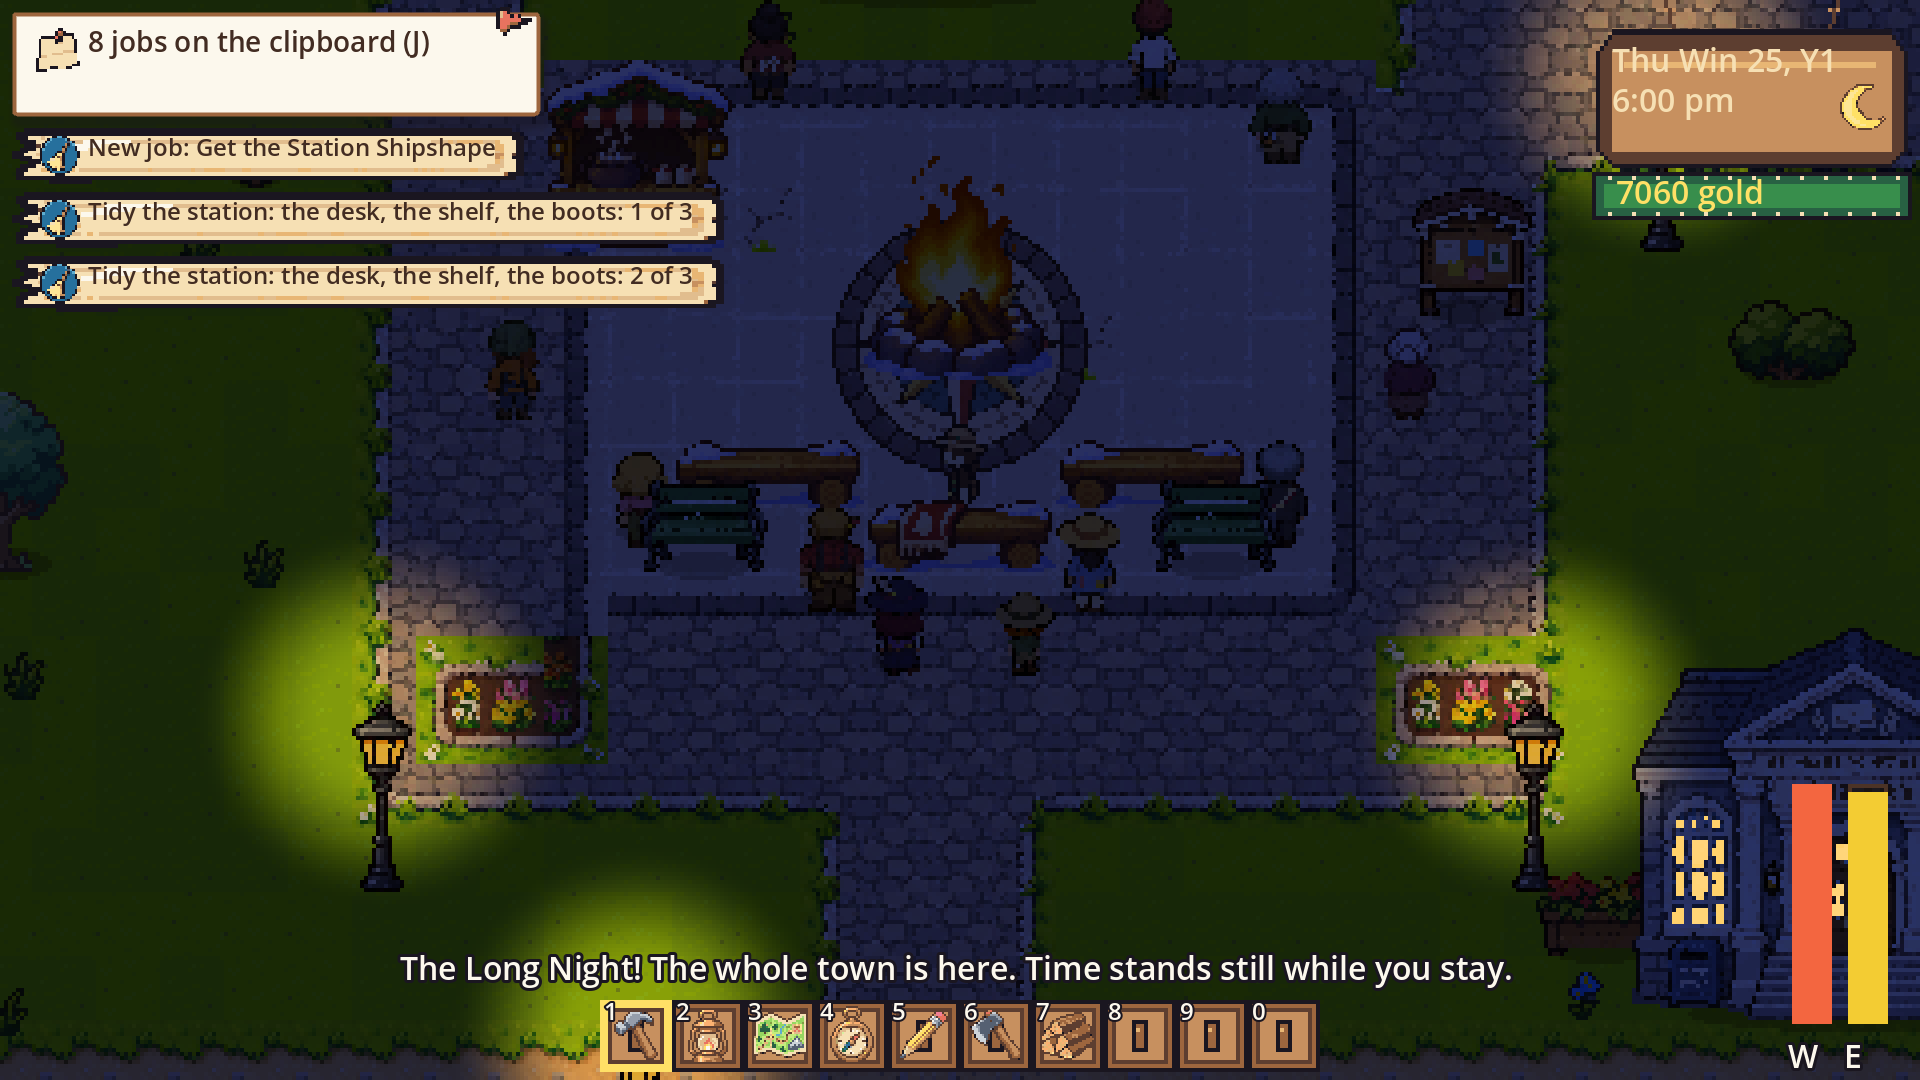 8 jobs on the clipboard (J)
New job: Get the Station Shipshape
Tidy the station: the desk, the shelf, the boots: 1 of 3
Tidy the station: the desk, the shelf, the boots: 2 of 3
Thu Win 25, Y1
6:00 pm
7060 gold
The Long Night! The whole town is here. Time stands still while you stay.
1 2 3 4 5 6 7 8 9 0
W E